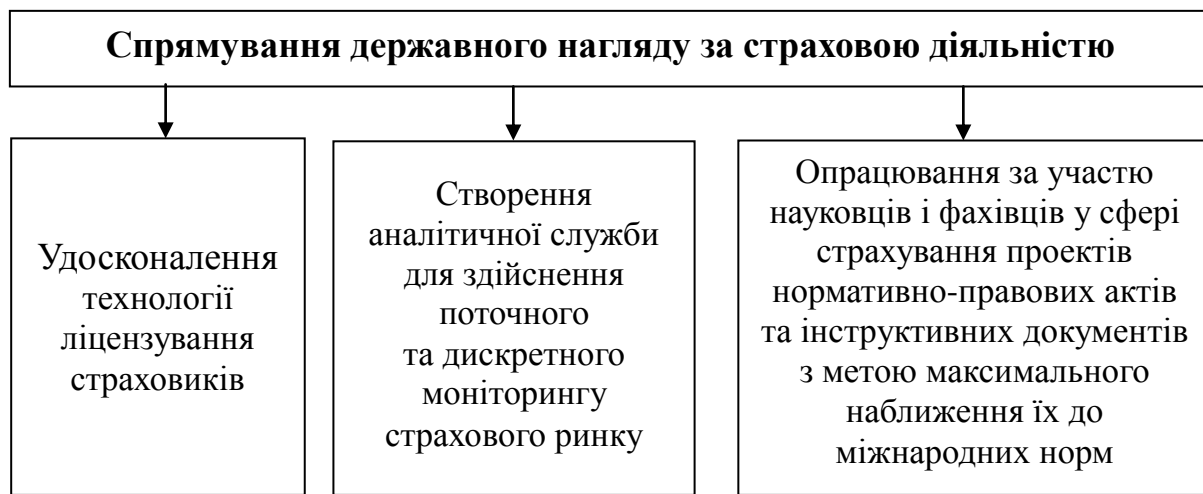 Спрямування державного нагляду за страховою діяльністю
Удосконалення
технології
ліцензування
страховиків
Створення
аналітичної служби
для здійснення
поточного
та дискретного
моніторингу
страхового ринку
Опрацювання за участю
науковців і фахівців у сфері
страхування проектів
нормативно-правових актів
та інструктивних документів
з метою максимального
наближення їх до
міжнародних норм